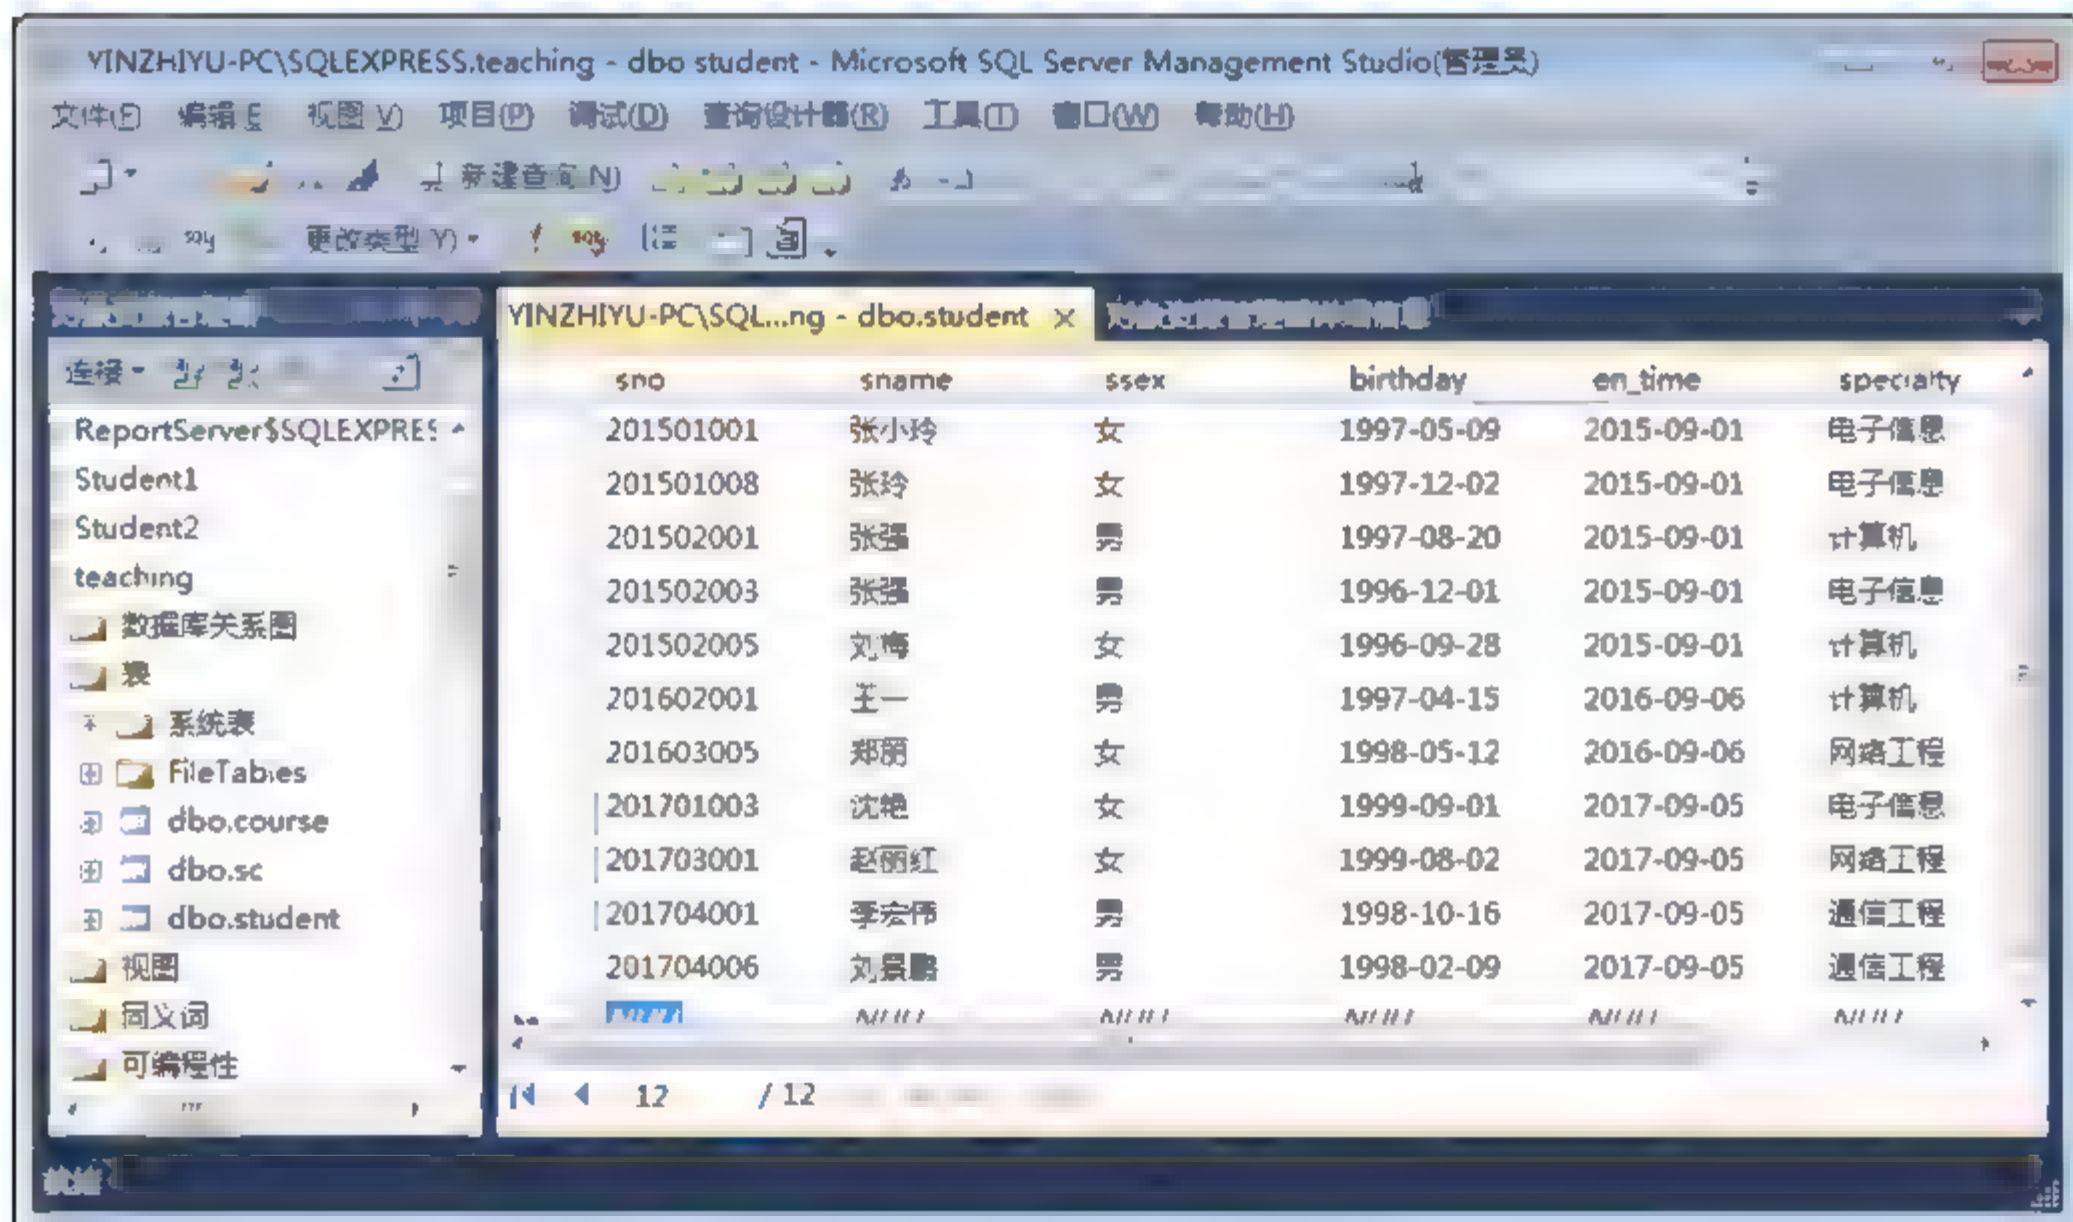 YINZHIYU-PC\SQLEXPRESS.teaching - dbo student - Microsoft SQL Server Management Studio(管理员)
文件(F) 编辑 E 视图 V) 项目(P) 调试(D) 查询设计器(R) 工具(T) 窗口(W) 帮助(H)
新建查询 N)
更改类型 Y)
YINZHIYU-PC\SQL...ng - dbo.student ×
连接
ReportServer$SQLEXPRES
Student1
Student2
teaching
数据库关系图
表
系统表
FileTables
dbo.course
dbo.sc
dbo.student
视图
同义词
可编程性
sno sname ssex birthday en_time specialty
201501001 张小玲 女 1997-05-09 2015-09-01 电子信息
201501008 张玲 女 1997-12-02 2015-09-01 电子信息
201502001 张强 男 1997-08-20 2015-09-01 计算机
201502003 张强 男 1996-12-01 2015-09-01 电子信息
201502005 刘梅 女 1996-09-28 2015-09-01 计算机
201602001 王一 男 1997-04-15 2016-09-06 计算机
201603005 郑丽 女 1998-05-12 2016-09-06 网络工程
201701003 沈艳 女 1999-09-01 2017-09-05 电子信息
201703001 赵丽红 女 1999-08-02 2017-09-05 网络工程
201704001 李宏伟 男 1998-10-16 2017-09-05 通信工程
201704006 刘景鹏 男 1998-02-09 2017-09-05 通信工程
NULL NULL NULL NULL NULL NULL
12 / 12